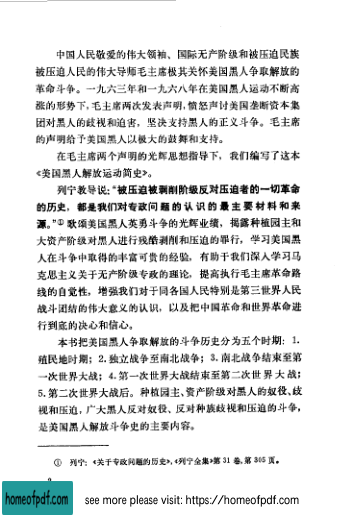 中国人民敬爱的伟大领袖、国际无产阶级和被压迫民族
被压迫人民的伟大导师毛主席极其关怀美国黑人争取解放的
革命斗争。一九六三年和一九六八年在美国黑人运动不断高
涨的形势下,毛主席两次发表声明,愤怒声讨美国垄断资本集
团对黑人的歧视和迫害,坚决支持黑人的正义斗争。毛主席
的声明给予美国黑人以极大的鼓舞和支持。
在毛主席两个声明的光辉思想指导下,我们编写了这本
《美国黑人解放运动简史》。
列宁教导说:“被压迫被剥削阶级反对压迫者的一切革命
的历史,都是我们对专政问题的认识的最主要材料和来
源。”① 歌颂美国黑人英勇斗争的光辉业绩,揭露种植园主和
大资产阶级对黑人进行残酷剥削和压迫的罪行,学习美国黑
人在斗争中取得的丰富可贵的经验,有助于我们深入学习马
克思主义关于无产阶级专政的理论,提高执行毛主席革命路
线的自觉性,增强我们对于同各国人民特别是第三世界人民
战斗团结的伟大意义的认识,以及把中国革命和世界革命进
行到底的决心和信心。
本书把美国黑人争取解放的斗争历史分为五个时期:1.
殖民地时期;2.独立战争至南北战争;3.南北战争结束至第
一次世界大战;4.第一次世界大战结束至第二次世界大战;
5.第二次世界大战后。种植园主、资产阶级对黑人的奴役、歧
视和压迫,广大黑人反对奴役、反对种族歧视和压迫的斗争,
是美国黑人解放斗争史的主要内容。
① 列宁:《关于专政问题的历史》,《列宁全集》第 31 卷,第 305 页。
homeofpdf.com
see more please visit: https://homeofpdf.com